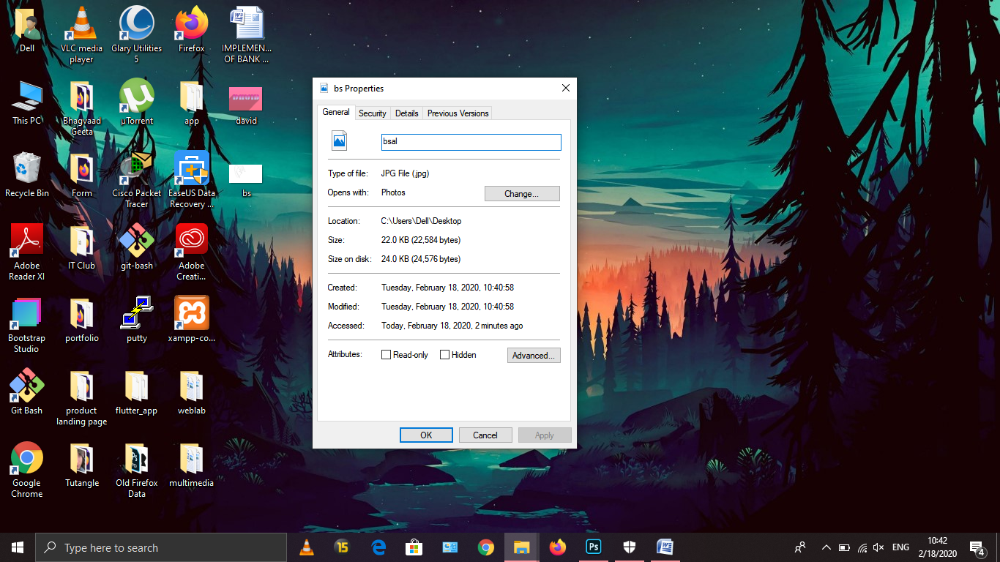 Dell
VLC media
player
Glary Utilities
5
Firefox
IMPLEMEN...
OF BANK ...
This PC
Bhagyaad
Geeta
µTorrent
app
DAVID
david
Recycle Bin
Form
Cisco Packet
Tracer
EaseUS Data
Recovery ...
bs
Adobe
Reader XI
IT Club
git-bash
Adobe
Creati...
Bootstrap
Studio
portfolio
putty
xampp-co...
Git Bash
product
landing page
flutter_app
weblab
Google
Chrome
Tutangle
Old Firefox
Data
multimedia
bs Properties
General Security Details Previous Versions
bsal
Type of file: JPG File (.jpg)
Opens with: Photos Change...
Location: C:\Users\Dell\Desktop
Size: 22.0 KB (22,584 bytes)
Size on disk: 24.0 KB (24,576 bytes)
Created: Tuesday, February 18, 2020, 10:40:58
Modified: Tuesday, February 18, 2020, 10:40:58
Accessed: Today, February 18, 2020, 2 minutes ago
Attributes: Read-only Hidden Advanced...
OK Cancel Apply
Type here to search
15
Ps
ENG
10:42
2/18/2020
4